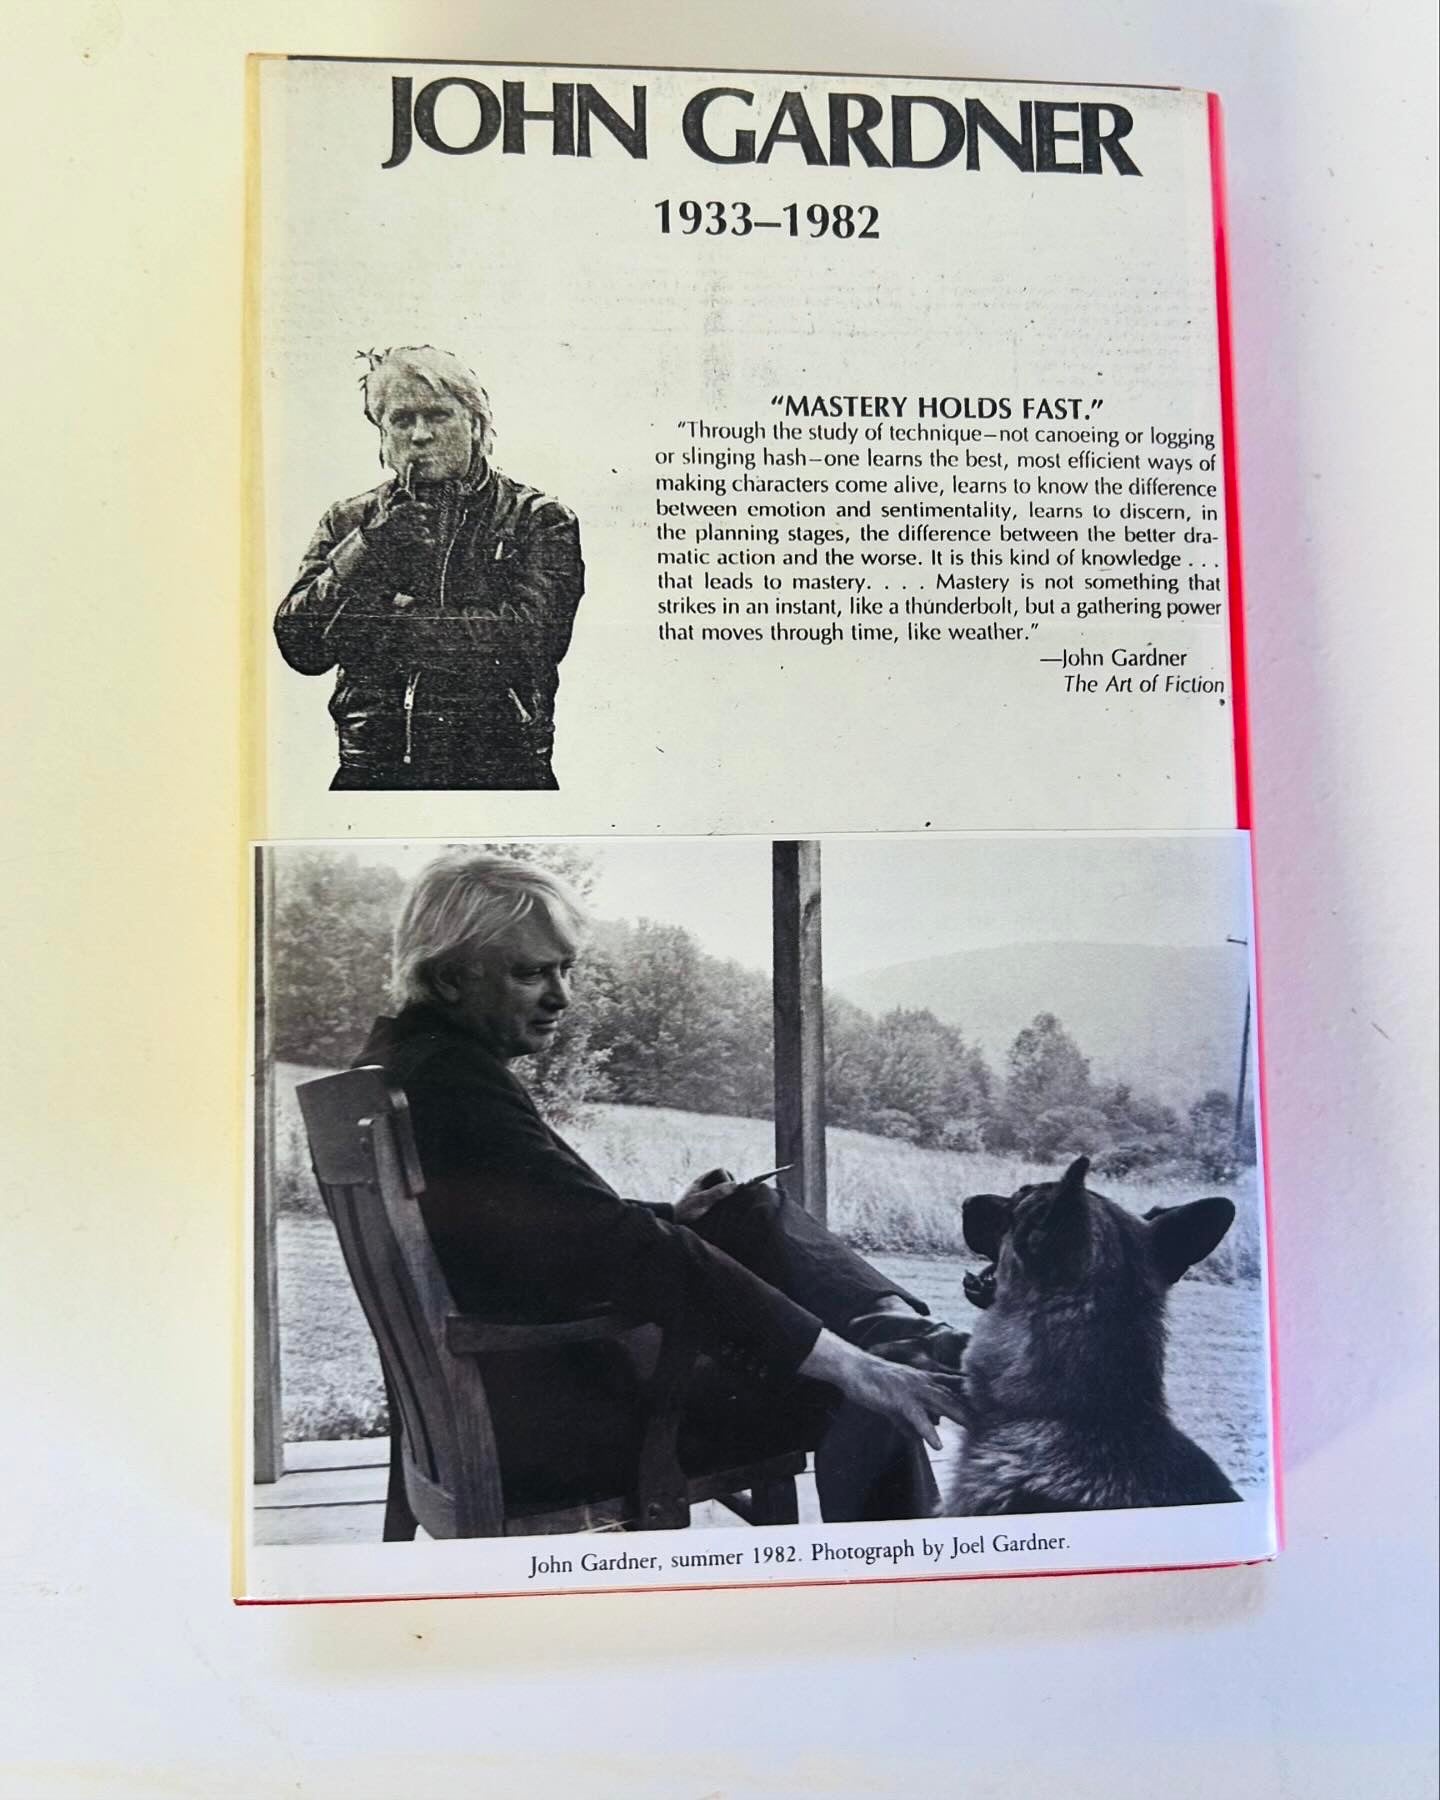 JOHN GARDNER
1933–1982
“MASTERY HOLDS FAST.”
“Through the study of technique—not canoeing or logging
or slinging hash—one learns the best, most efficient ways of
making characters come alive, learns to know the difference
between emotion and sentimentality, learns to discern, in
the planning stages, the difference between the better dra-
matic action and the worse. It is this kind of knowledge . . .
that leads to mastery. . . . Mastery is not something that
strikes in an instant, like a thunderbolt, but a gathering power
that moves through time, like weather.”
—John Gardner
The Art of Fiction
John Gardner, summer 1982. Photograph by Joel Gardner.